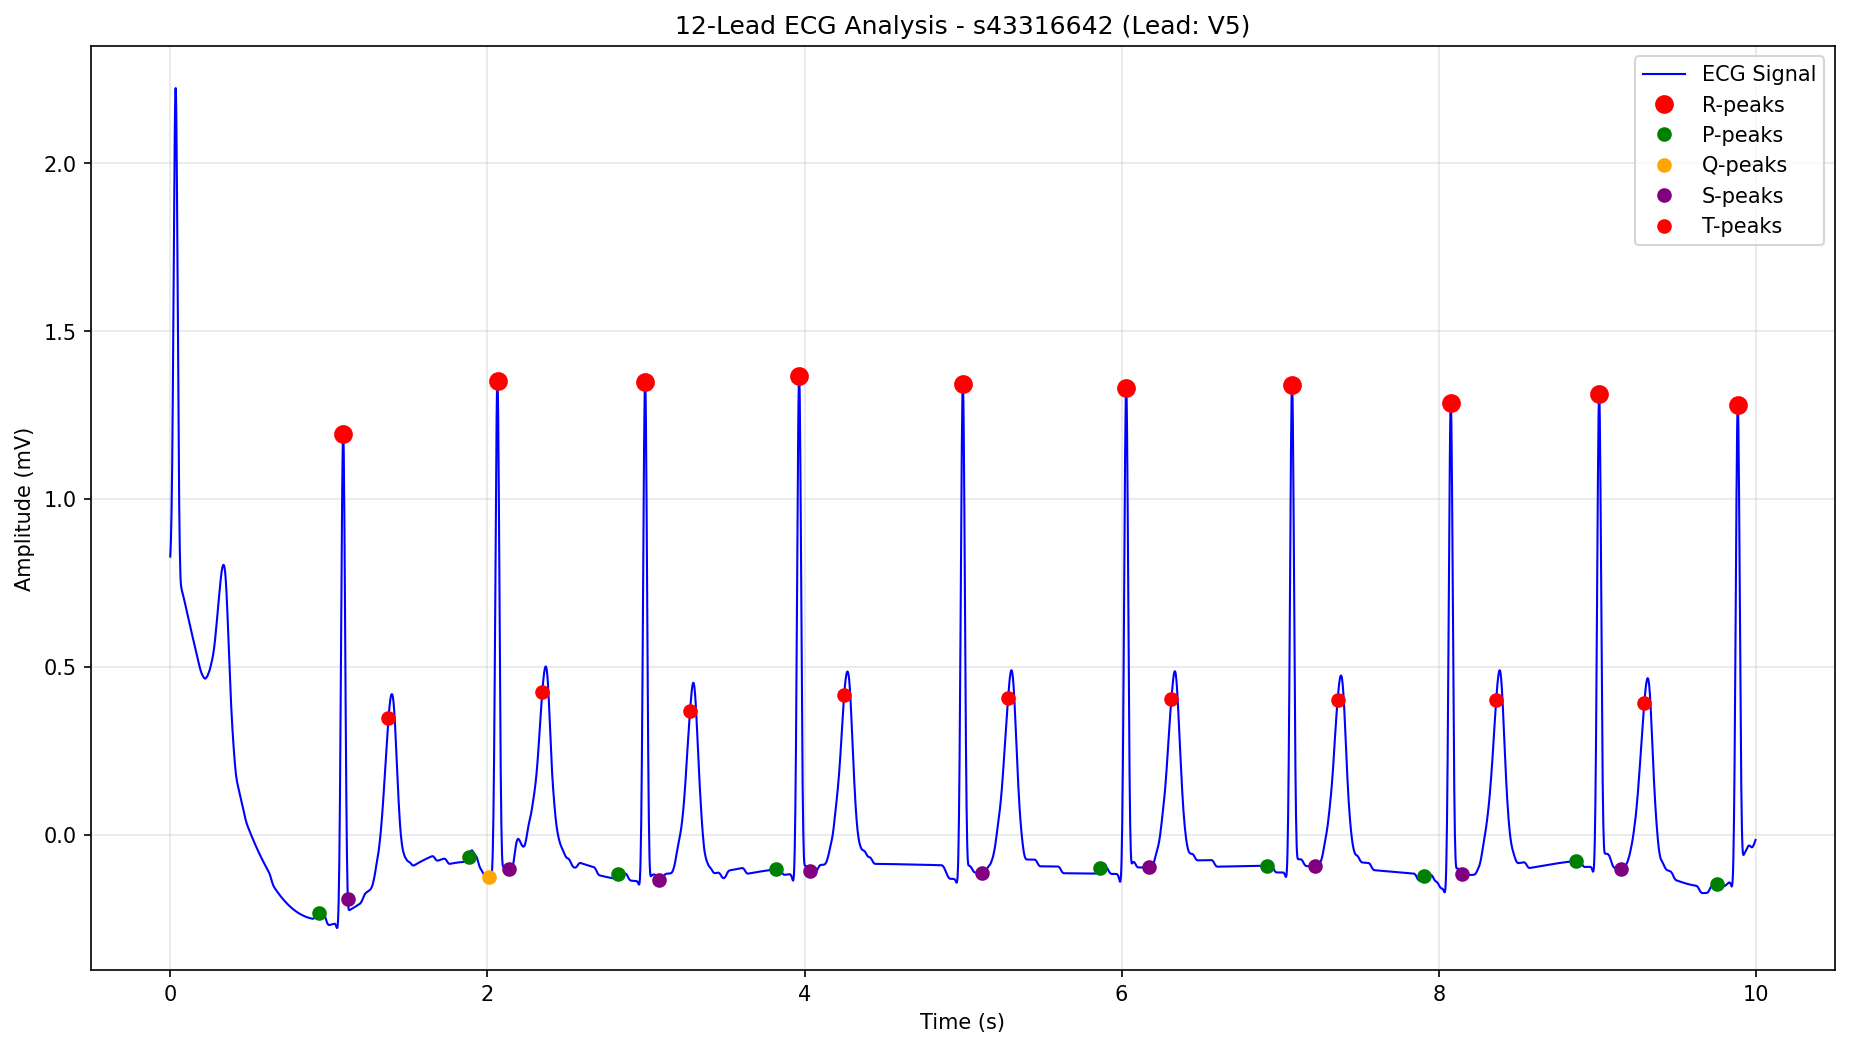 12-Lead ECG Analysis - s43316642 (Lead: V5)
ECG Signal
R-peaks
P-peaks
Q-peaks
S-peaks
T-peaks
Amplitude (mV)
2.0
1.5
1.0
0.5
0.0
0 2 4 6 8 10
Time (s)